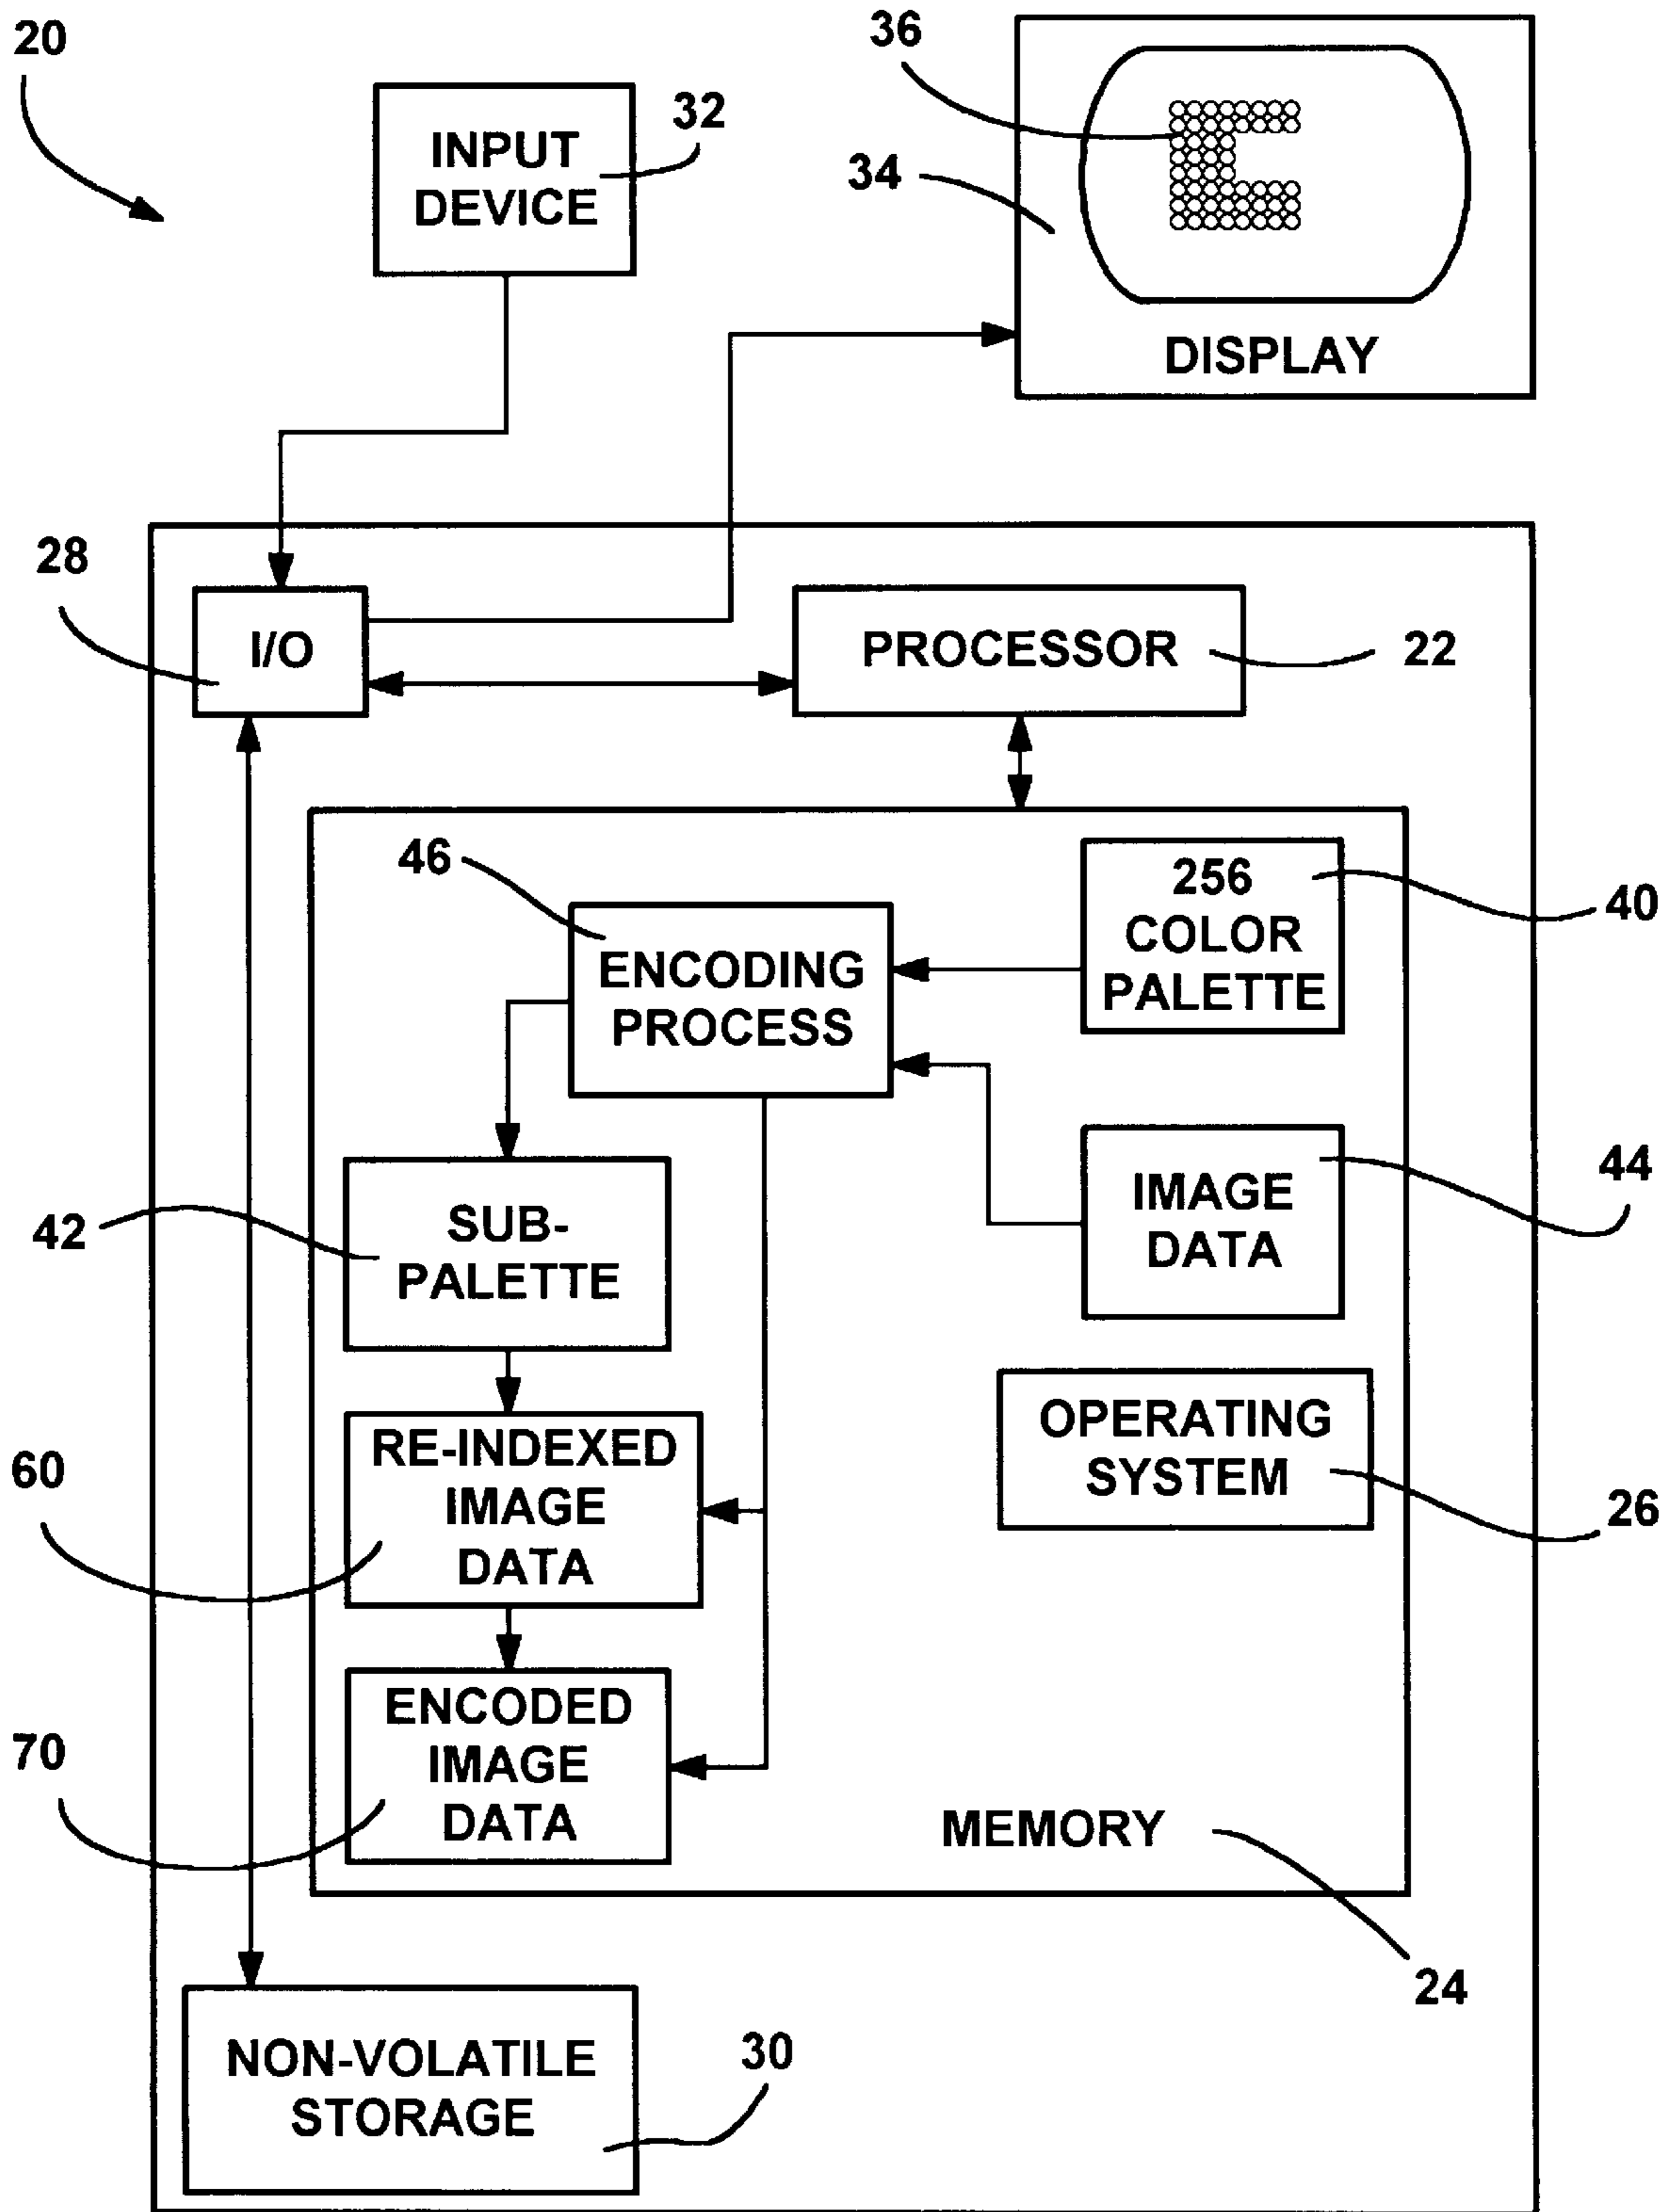 20
36
INPUT
DEVICE
32
34
DISPLAY
28
I/O
PROCESSOR
22
46
256
COLOR
PALETTE
40
ENCODING
PROCESS
44
IMAGE
DATA
42
SUB-
PALETTE
OPERATING
SYSTEM
26
60
RE-INDEXED
IMAGE
DATA
70
ENCODED
IMAGE
DATA
MEMORY
24
NON-VOLATILE
STORAGE
30